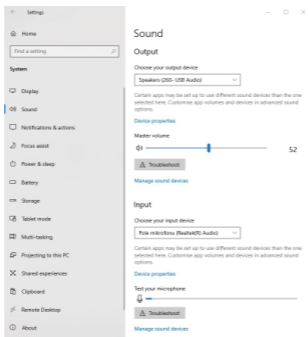 Settings
Home
Find a setting
System
Display
Sound
Notifications & actions
Focus assist
Power & sleep
Battery
Storage
Tablet mode
Multi-tasking
Projecting to this PC
Shared experiences
Clipboard
Remote Desktop
About
Sound
Output
Choose your output device
Speakers (260- USB Audio)
Certain apps may be set up to use different sound devices than the one
selected here. Customise app volumes and devices in advanced sound
options.
Device properties
Master volume
52
Troubleshoot
Manage sound devices
Input
Choose your input device
Pole mikrofonu (Realtek(R) Audio)
Certain apps may be set up to use different sound devices than the one
selected here. Customise app volumes and devices in advanced sound
options.
Device properties
Test your microphone
Troubleshoot
Manage sound devices